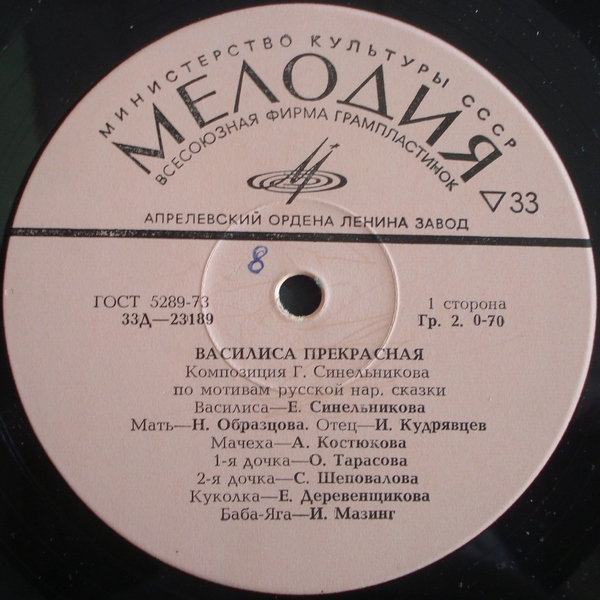 МИНИСТЕРСТВО КУЛЬТУРЫ СССР
МЕЛОДИЯ
ВСЕСОЮЗНАЯ ФИРМА ГРАМПЛАСТИНОК
33
АПРЕЛЕВСКИЙ ОРДЕНА ЛЕНИНА ЗАВОД
8
ГОСТ 5289-73
33Д—23189
1 сторона
Гр. 2. 0-70
ВАСИЛИСА ПРЕКРАСНАЯ
Композиция Г. Синельникова
по мотивам русской нар. сказки
Василиса—Е. Синельникова
Мать—Н. Образцова. Отец—И. Кудрявцев
Мачеха—А. Костюкова
1-я дочка—О. Тарасова
2-я дочка—С. Шеповалова
Куколка—Е. Деревенщикова
Баба-Яга—И. Мазинг